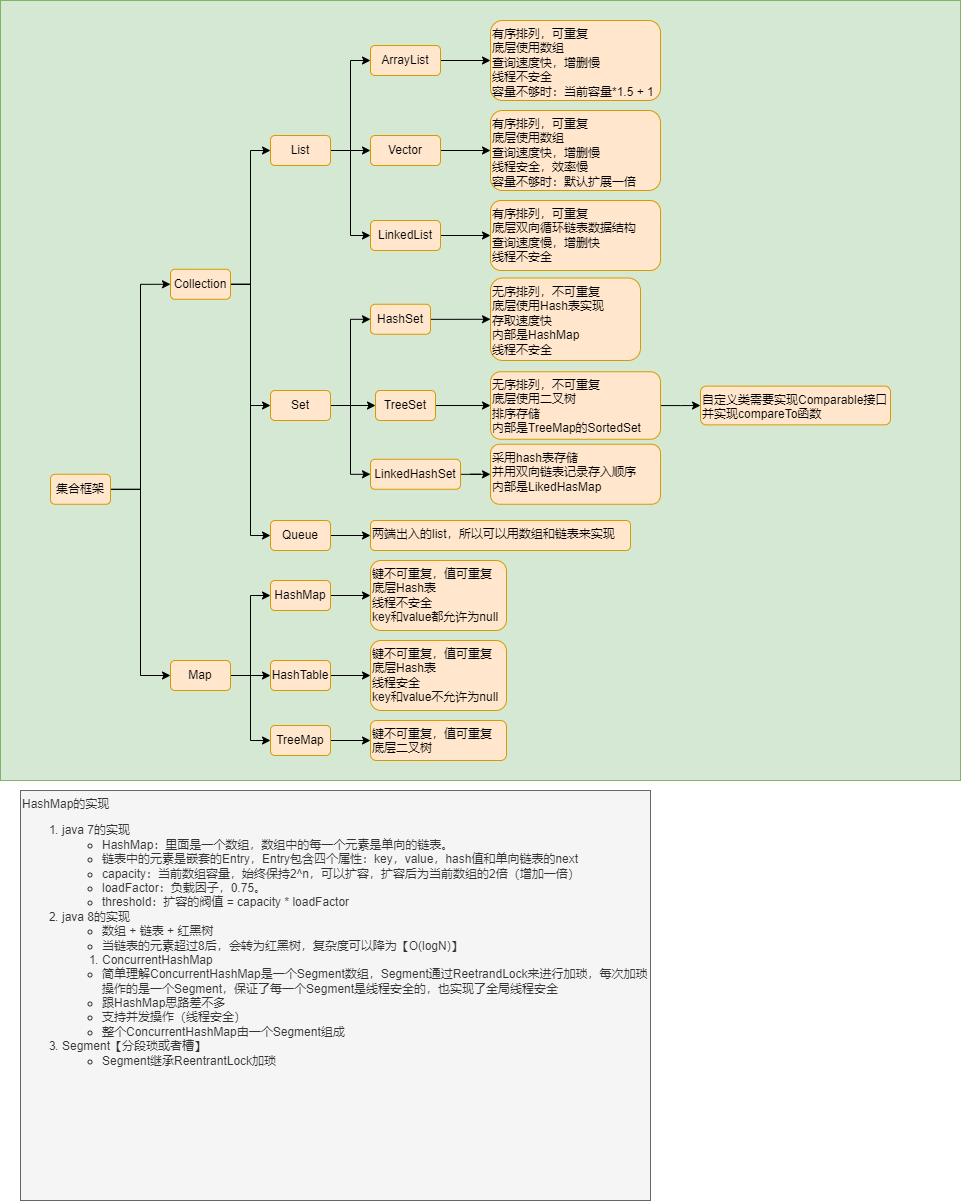 集合框架
Collection
List
ArrayList
有序排列，可重复
底层使用数组
查询速度快，增删慢
线程不安全
容量不够时：当前容量*1.5 + 1
Vector
有序排列，可重复
底层使用数组
查询速度快，增删慢
线程安全，效率慢
容量不够时：默认扩展一倍
LinkedList
有序排列，可重复
底层双向循环链表数据结构
查询速度慢，增删快
线程不安全
Set
HashSet
无序排列，不可重复
底层使用Hash表实现
存取速度快
内部是HashMap
线程不安全
TreeSet
无序排列，不可重复
底层使用二叉树
排序存储
内部是TreeMap的SortedSet
自定义类需要实现Comparable接口
并实现compareTo函数
LinkedHashSet
采用hash表存储
并用双向链表记录存入顺序
内部是LikedHasMap
Queue
两端出入的list，所以可以用数组和链表来实现
Map
HashMap
键不可重复，值可重复
底层Hash表
线程不安全
key和value都允许为null
HashTable
键不可重复，值可重复
底层Hash表
线程安全
key和value不允许为null
TreeMap
键不可重复，值可重复
底层二叉树
HashMap的实现
1. java 7的实现
HashMap：里面是一个数组，数组中的每一个元素是单向的链表。
链表中的元素是嵌套的Entry，Entry包含四个属性：key，value，hash值和单向链表的next
capacity：当前数组容量，始终保持2^n，可以扩容，扩容后为当前数组的2倍（增加一倍）
loadFactor：负载因子，0.75。
threshold：扩容的阀值 = capacity * loadFactor
2. java 8的实现
数组 + 链表 + 红黑树
当链表的元素超过8后，会转为红黑树，复杂度可以降为【O(logN)】
1. ConcurrentHashMap
简单理解ConcurrentHashMap是一个Segment数组，Segment通过ReetrandLock来进行加琐，每次加琐
操作的是一个Segment，保证了每一个Segment是线程安全的，也实现了全局线程安全
跟HashMap思路差不多
支持并发操作（线程安全）
整个ConcurrentHashMap由一个Segment组成
3. Segment【分段琐或者槽】
Segment继承ReentrantLock加琐